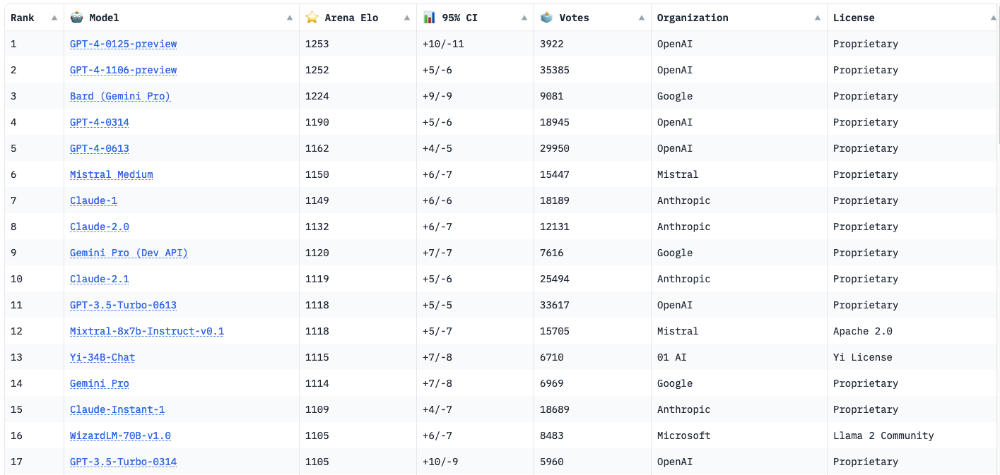 Rank Model Arena Elo 95% CI Votes Organization License
1 GPT-4-0125-preview 1253 +10/-11 3922 OpenAI Proprietary
2 GPT-4-1106-preview 1252 +5/-6 35385 OpenAI Proprietary
3 Bard (Gemini Pro) 1224 +9/-9 9081 Google Proprietary
4 GPT-4-0314 1190 +5/-6 18945 OpenAI Proprietary
5 GPT-4-0613 1162 +4/-5 29950 OpenAI Proprietary
6 Mistral Medium 1150 +6/-7 15447 Mistral Proprietary
7 Claude-1 1149 +6/-6 18189 Anthropic Proprietary
8 Claude-2.0 1132 +6/-7 12131 Anthropic Proprietary
9 Gemini Pro (Dev API) 1120 +7/-7 7616 Google Proprietary
10 Claude-2.1 1119 +5/-6 25494 Anthropic Proprietary
11 GPT-3.5-Turbo-0613 1118 +5/-5 33617 OpenAI Proprietary
12 Mixtral-8x7b-Instruct-v0.1 1118 +5/-7 15705 Mistral Apache 2.0
13 Yi-34B-Chat 1115 +7/-8 6710 01 AI Yi License
14 Gemini Pro 1114 +7/-8 6969 Google Proprietary
15 Claude-Instant-1 1109 +4/-7 18689 Anthropic Proprietary
16 WizardLM-70B-v1.0 1105 +6/-7 8483 Microsoft Llama 2 Community
17 GPT-3.5-Turbo-0314 1105 +10/-9 5960 OpenAI Proprietary